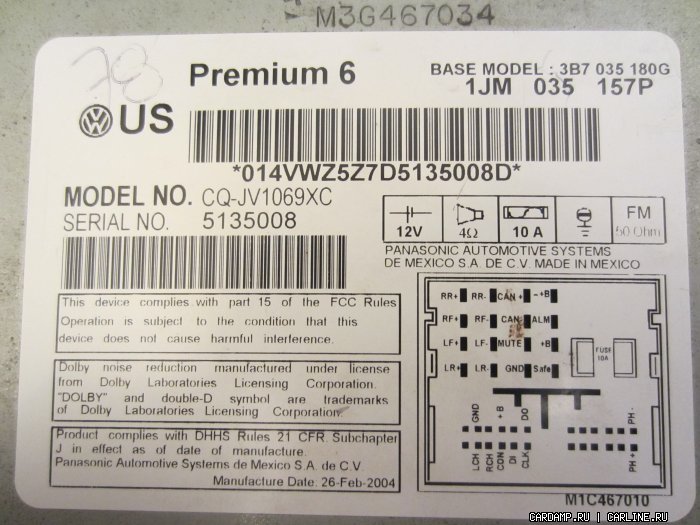 M3G467034
78
Premium 6
BASE MODEL : 3B7 035 180G
1JM 035 157P
US
*014VWZ5Z7D5135008D*
MODEL NO. CQ-JV1069XC
SERIAL NO. 5135008
12V
4Ω
10 A
FM
50 Ohm
PANASONIC AUTOMOTIVE SYSTEMS
DE MEXICO S.A. DE C.V. MADE IN MEXICO
This device complies with part 15 of the FCC Rules
Operation is subject to the condition that this
device does not cause harmful interference.
Dolby noise reduction manufactured under license
from Dolby Laboratories Licensing Corporation.
"DOLBY" and double-D symbol are trademarks
of Dolby Laboratories Licensing Corporation.
Product complies with DHHS Rules 21 CFR Subchapter
J in effect as of date of manufacture.
Panasonic Automotive Systems de Mexico S.A. de C.V
Manufacture Date. 26-Feb-2004
RR+ RR- CAN + -+B
RF+ RF- CAN ALM
LF+ LF- MUTE +B
LR+ LR- GND Safe
FUSE
10A
GND +B DO PH -
LCH RCH CON DI CLK PH +
M1C467010
CARDAMP.RU | CARLINE.RU